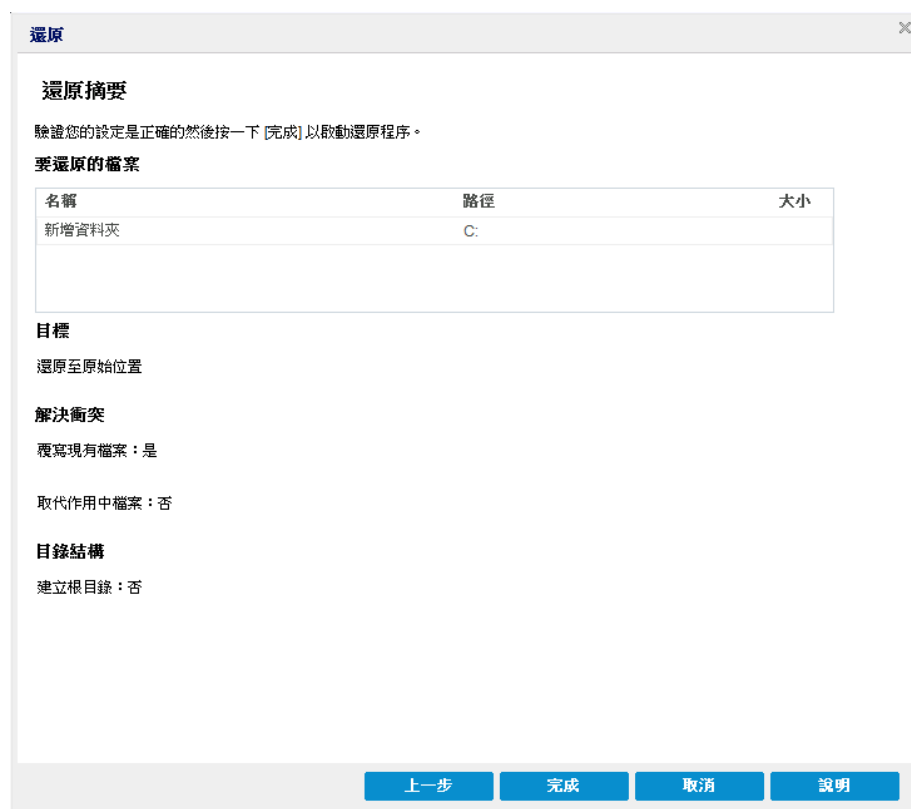 還原
還原摘要
驗證您的設定是正確的然後按一下 [完成] 以啟動還原程序。
要還原的檔案
名稱 路徑 大小
新增資料夾 C:
目標
還原至原始位置
解決衝突
覆寫現有檔案：是
取代作用中檔案：否
目錄結構
建立根目錄：否
上一步 完成 取消 說明